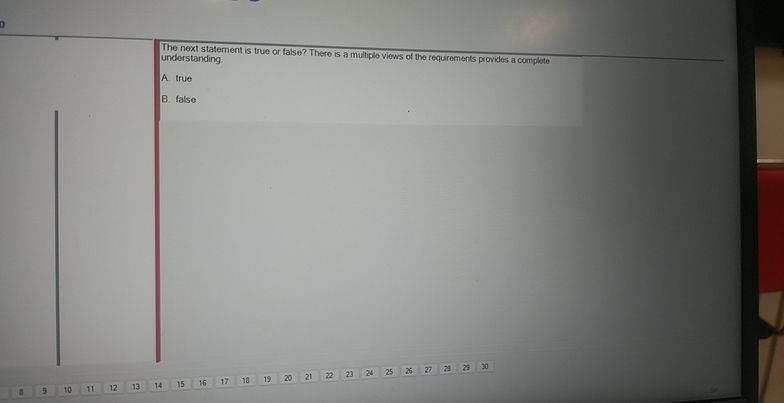 The next statement is true or false? There is a multiple views of the requirements provides a complete
understanding.
A. true
B. false
8 9 10 11 12 13 14 15 16 17 18 19 20 21 22 23 24 25 26 27 28 29 30